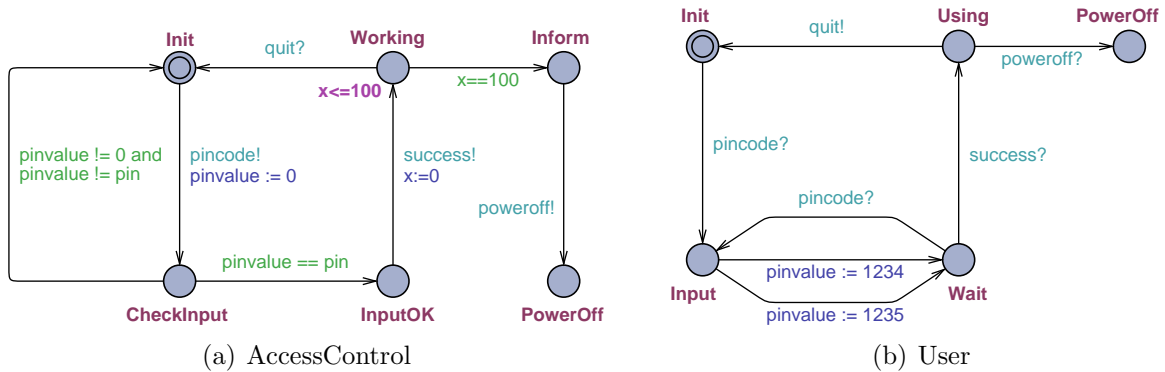 Init
quit?
Working
Inform
x<=100
x==100
pinvalue != 0 and
pinvalue != pin
pincode!
pinvalue := 0
success!
x:=0
poweroff!
pinvalue == pin
CheckInput
InputOK
PowerOff
(a) AccessControl
Init
quit!
Using
PowerOff
poweroff?
pincode?
success?
pincode?
pinvalue := 1234
Input
Wait
pinvalue := 1235
(b) User